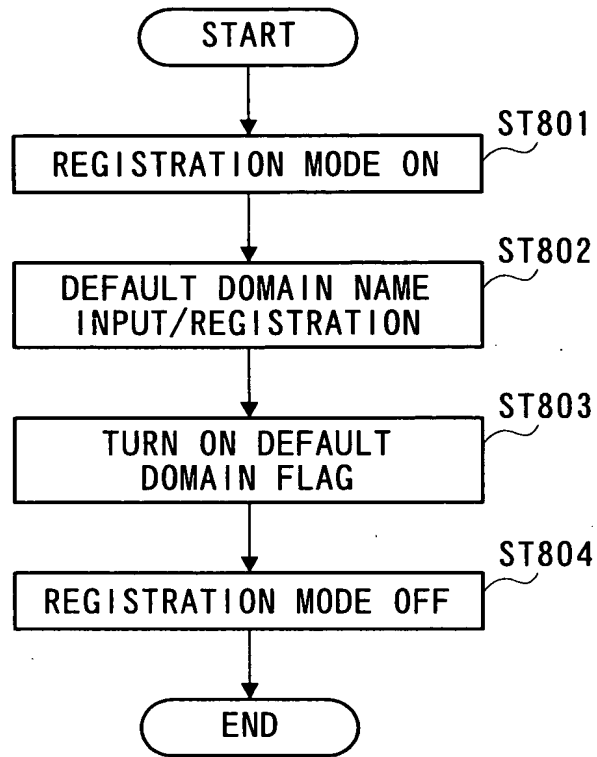 START
ST801
REGISTRATION MODE ON
ST802
DEFAULT DOMAIN NAME
INPUT/REGISTRATION
ST803
TURN ON DEFAULT
DOMAIN FLAG
ST804
REGISTRATION MODE OFF
END